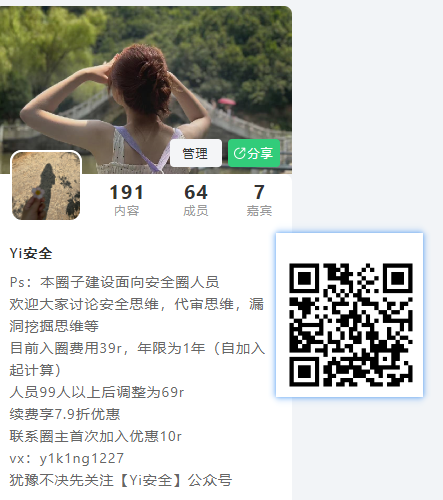 管理
分享
191
64
7
内容
成员
嘉宾
Yi安全
Ps：本圈子建设面向安全圈人员
欢迎大家讨论安全思维，代审思维，漏
洞挖掘思维等
目前入圈费用39r，年限为1年（自加入
起计算）
人员99人以上后调整为69r
续费享7.9折优惠
联系圈主首次加入优惠10r
vx：y1k1ng1227
犹豫不决先关注【Yi安全】公众号